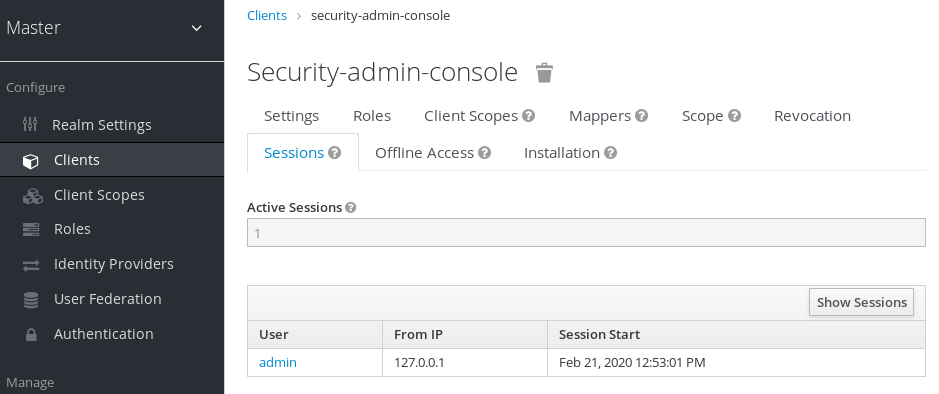 Master
Configure
Realm Settings
Clients
Client Scopes
Roles
Identity Providers
User Federation
Authentication
Manage
Clients > security-admin-console
Security-admin-console
Settings Roles Client Scopes ? Mappers ? Scope ? Revocation
Sessions ? Offline Access ? Installation ?
Active Sessions ?
1
Show Sessions
User From IP Session Start
admin 127.0.0.1 Feb 21, 2020 12:53:01 PM